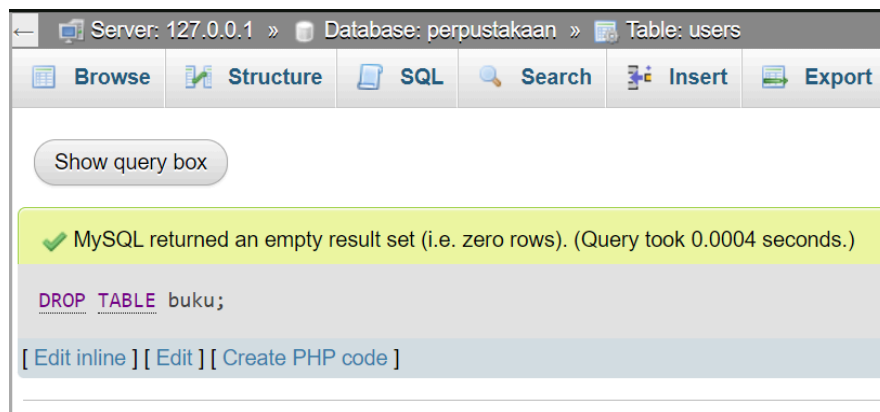 ← Server: 127.0.0.1 » Database: perpustakaan » Table: users
Browse Structure SQL Search Insert Export
Show query box
MySQL returned an empty result set (i.e. zero rows). (Query took 0.0004 seconds.)
DROP TABLE buku;
[ Edit inline ] [ Edit ] [ Create PHP code ]